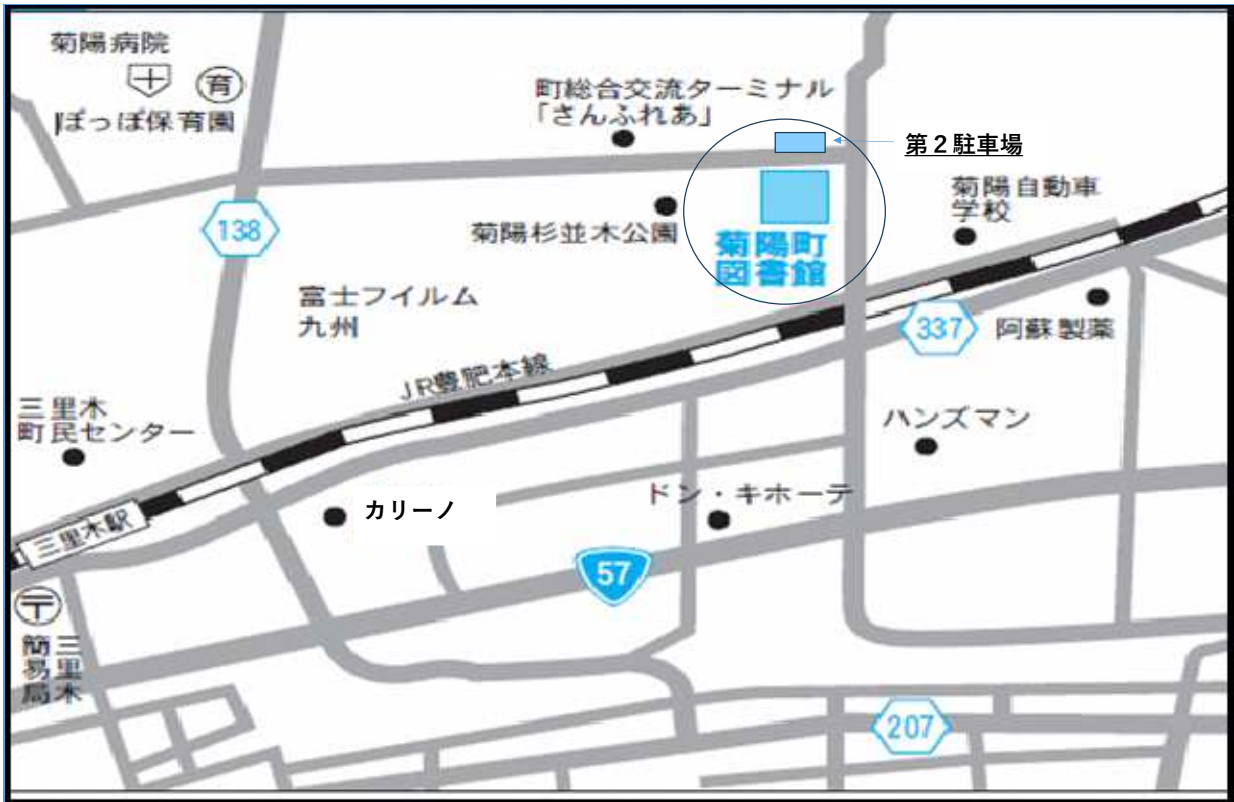 菊陽病院
育
ぽっぽ保育園
町総合交流ターミナル
「さんふれあ」
第2駐車場
菊陽自動車
学校
138
菊陽杉並木公園
菊陽町
図書館
富士フイルム
九州
337
阿蘇製薬
JR豊肥本線
三里木
町民センター
ハンズマン
カリーノ
ドン・キホーテ
三里木駅
57
〒
三里木
簡易局
207